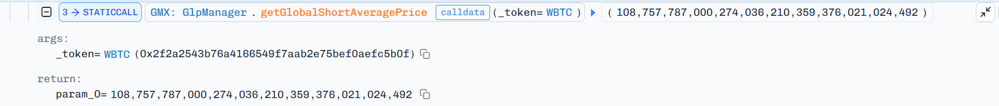 3 → STATICCALL GMX: GlpManager . getGlobalShortAveragePrice calldata (_token= WBTC ) ▶ ( 108,757,787,000,274,036,210,359,376,021,024,492 )
args:
_token= WBTC (0x2f2a2543b76a4166549f7aab2e75bef0aefc5b0f)
return:
param_0= 108,757,787,000,274,036,210,359,376,021,024,492